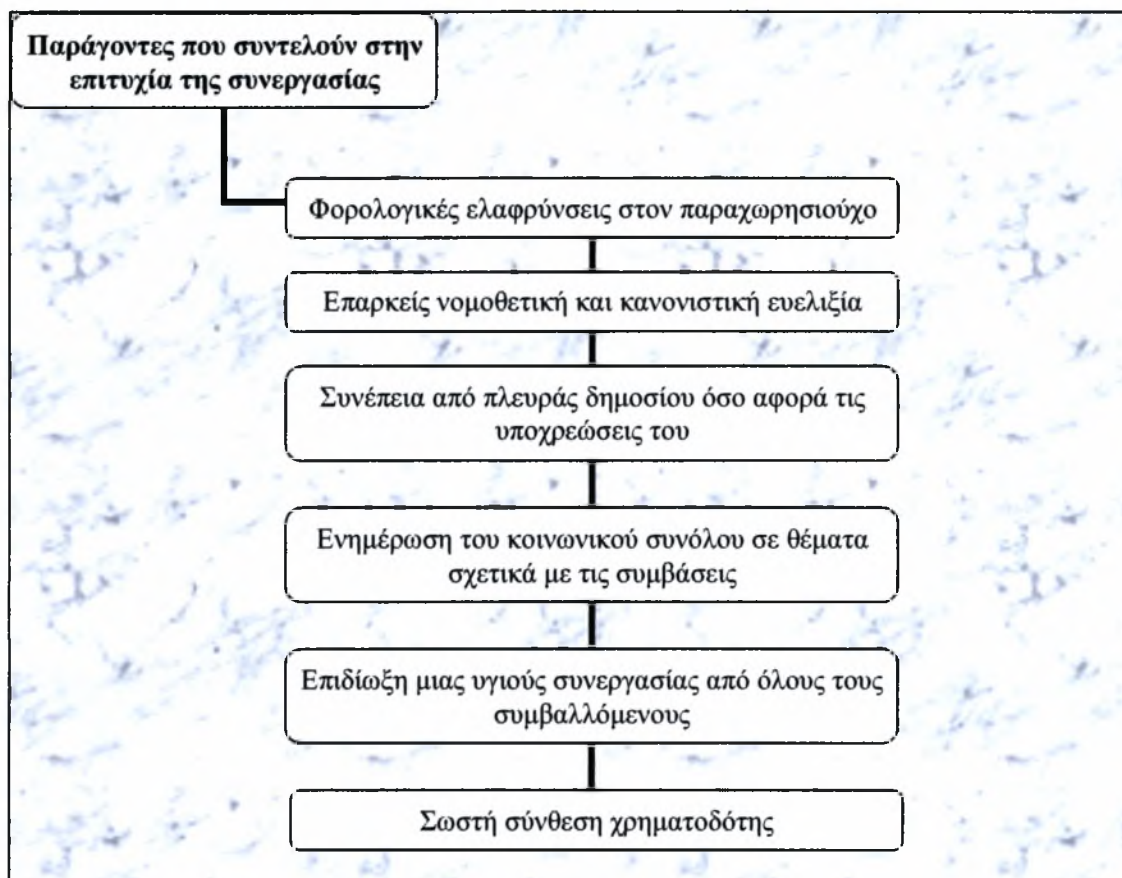 Παράγοντες που συντελούν στην
επιτυχία της συνεργασίας
Φορολογικές ελαφρύνσεις στον παραχωρησιούχο
Επαρκείς νομοθετική και κανονιστική ευελιξία
Συνέπεια από πλευράς δημοσίου όσο αφορά τις
υποχρεώσεις του
Ενημέρωση του κοινωνικού συνόλου σε θέματα
σχετικά με τις συμβάσεις
Επιδίωξη μιας υγιούς συνεργασίας από όλους τους
συμβαλλόμενους
Σωστή σύνθεση χρηματοδότης